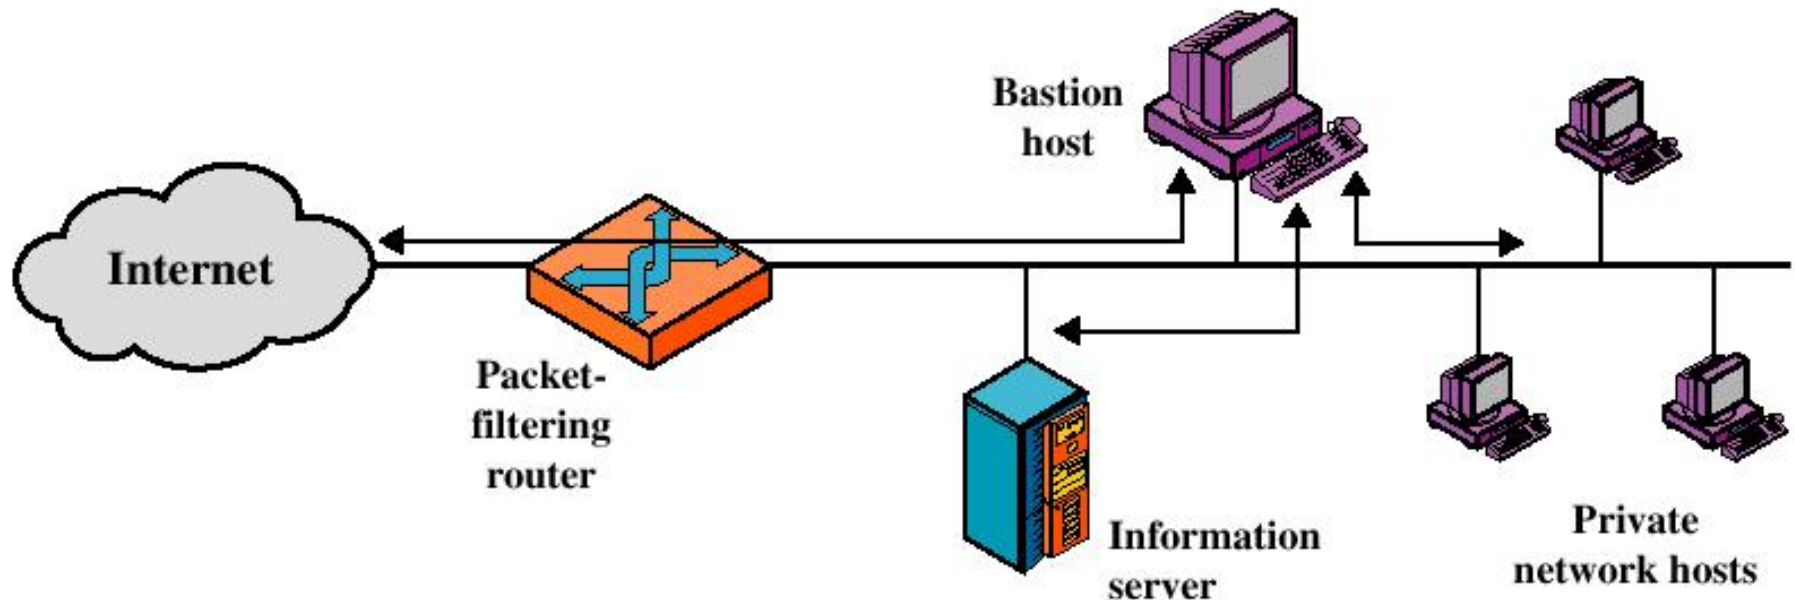 Bastion
host
Internet
Packet-
filtering
router
Information
server
Private
network hosts